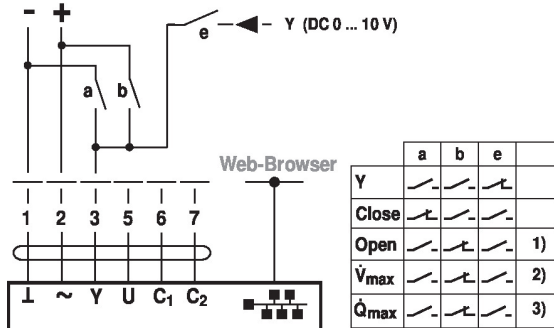 - +
e Y (DC 0 ... 10 V)
a b
Web-Browser
1 2 3 5 6 7
⊥ ~ Y U C1 C2
a b e
Y
Close
Open 1)
V̇max 2)
Q̇max 3)